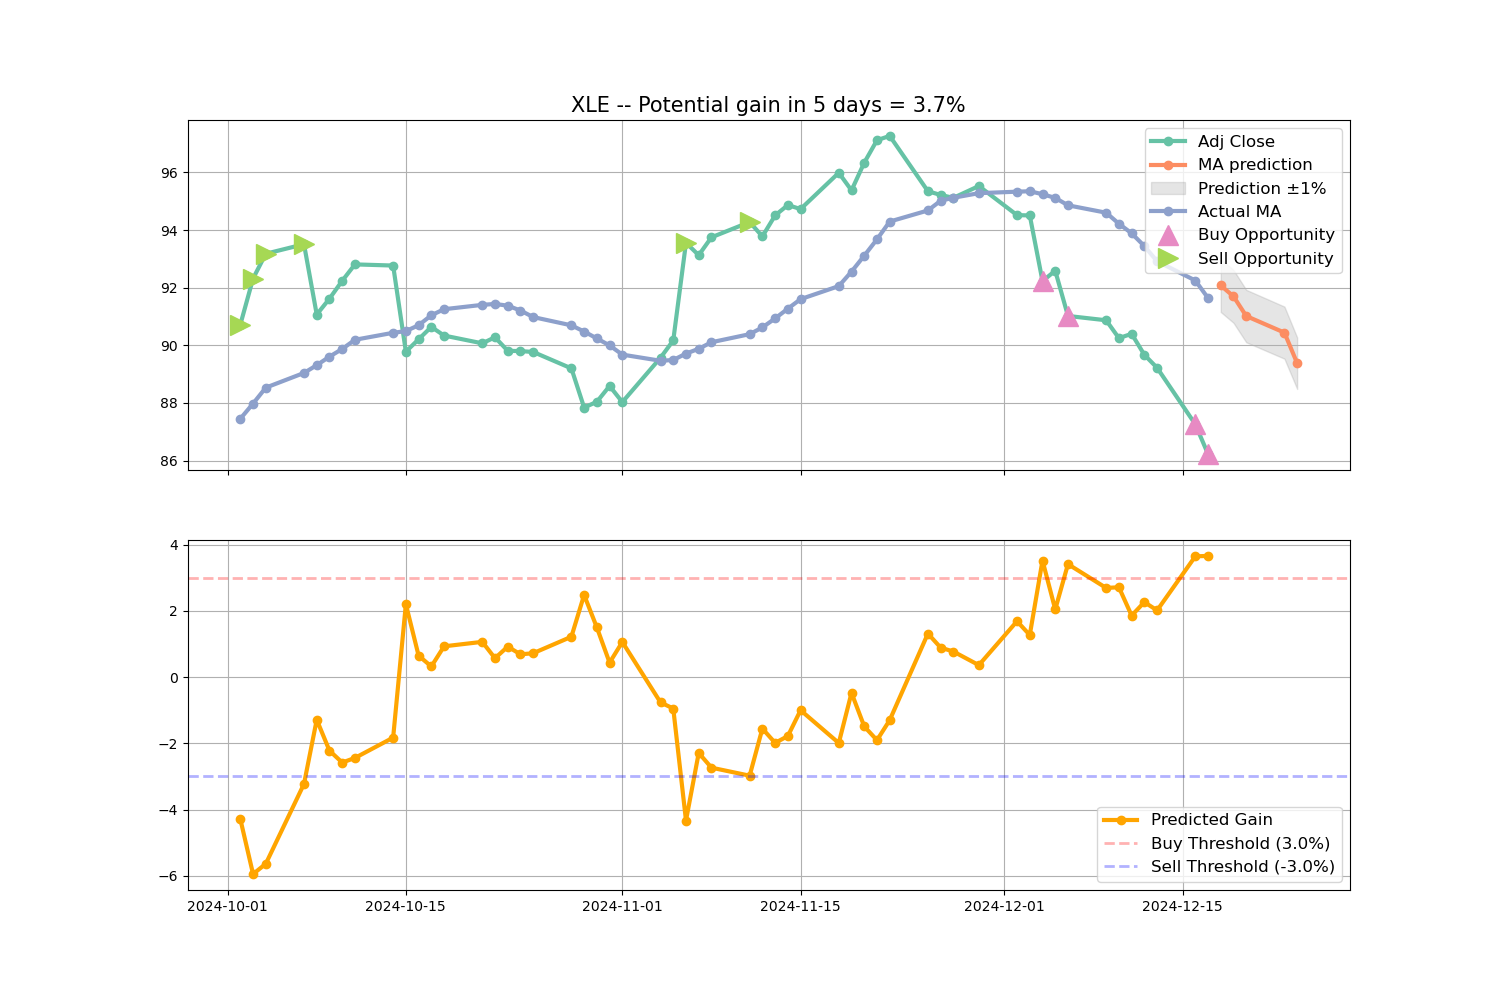 XLE -- Potential gain in 5 days = 3.7%
96
94
92
90
88
86
Adj Close
MA prediction
Prediction ±1%
Actual MA
Buy Opportunity
Sell Opportunity
4
2
0
−2
−4
−6
Predicted Gain
Buy Threshold (3.0%)
Sell Threshold (-3.0%)
2024-10-01
2024-10-15
2024-11-01
2024-11-15
2024-12-01
2024-12-15